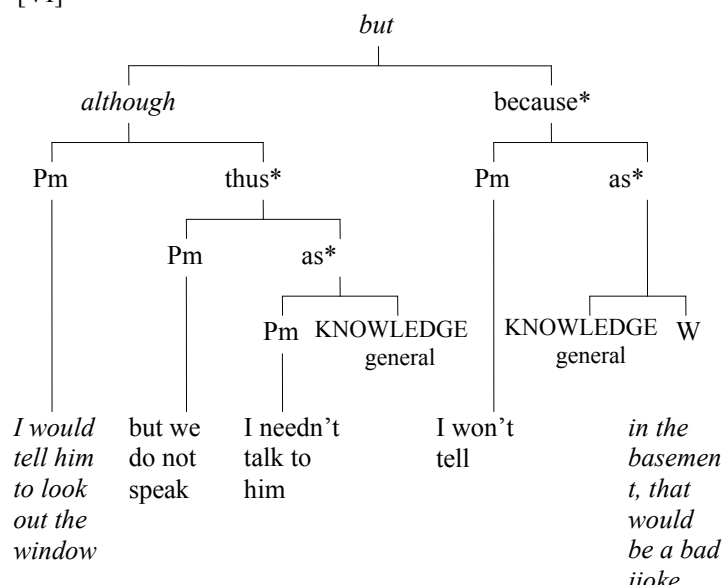 but
although because*
Pm thus* Pm as*
Pm as*
Pm KNOWLEDGE KNOWLEDGE W
general general
I would but we I needn't I won't in the
tell him do not talk to tell basemen
to look speak him t, that
out the would
window be a bad